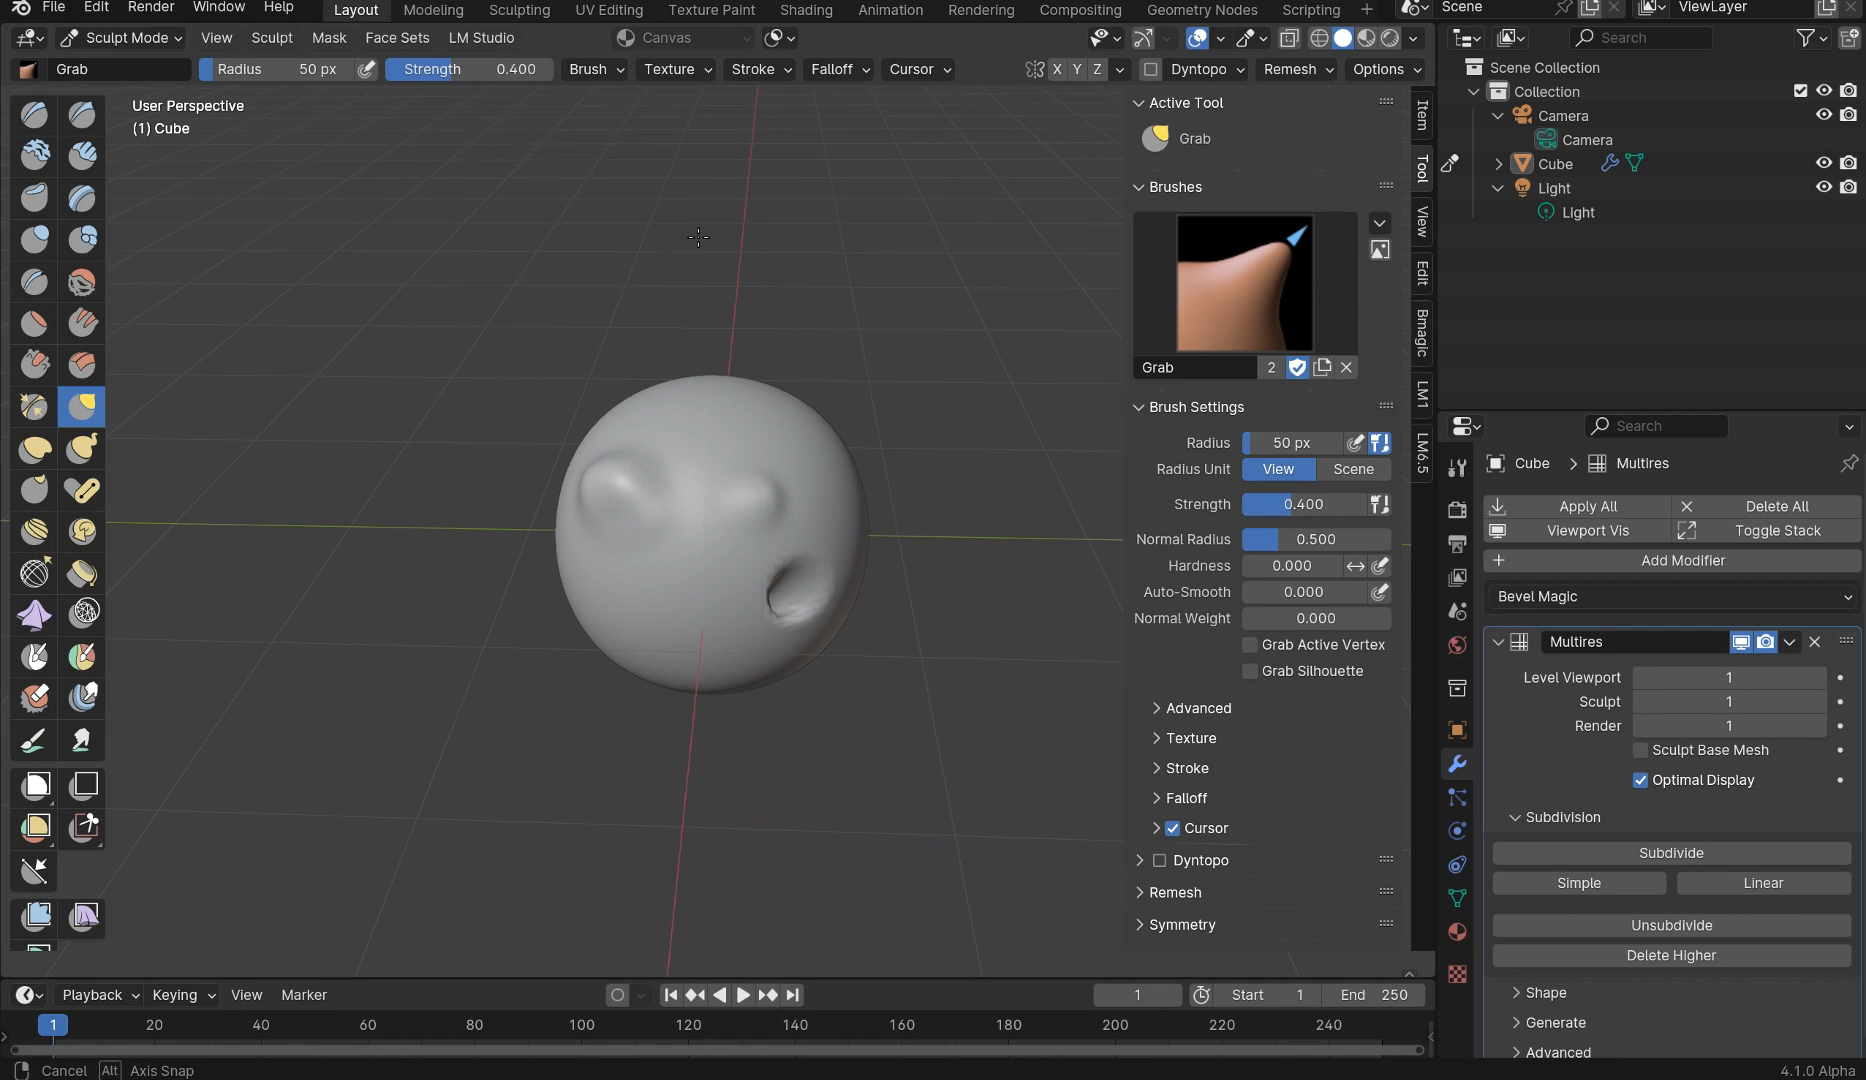 File Edit Render Window Help Layout Modeling Sculpting UV Editing Texture Paint Shading Animation Rendering Compositing Geometry Nodes Scripting + Scene ViewLayer
Sculpt Mode View Sculpt Mask Face Sets LM Studio Canvas Search
Grab Radius 50 px Strength 0.400 Brush Texture Stroke Falloff Cursor X Y Z Dyntopo Remesh Options
User Perspective
(1) Cube
Active Tool
Grab
Brushes
Grab 2
Brush Settings
Radius 50 px
Radius Unit View Scene
Strength 0.400
Normal Radius 0.500
Hardness 0.000
Auto-Smooth 0.000
Normal Weight 0.000
Grab Active Vertex
Grab Silhouette
Advanced
Texture
Stroke
Falloff
Cursor
Dyntopo
Remesh
Symmetry
Item
Tool
View
Edit
Bmagic
LM1
LM6.5
Scene Collection
Collection
Camera
Camera
Cube
Light
Light
Search
Cube Multires
Apply All Delete All
Viewport Vis Toggle Stack
Add Modifier
Bevel Magic
Multires
Level Viewport 1
Sculpt 1
Render 1
Sculpt Base Mesh
Optimal Display
Subdivision
Subdivide
Simple Linear
Unsubdivide
Delete Higher
Shape
Generate
Advanced
Playback Keying View Marker 1 Start 1 End 250
1 20 40 60 80 100 120 140 160 180 200 220 240
Cancel Alt Axis Snap 4.1.0 Alpha